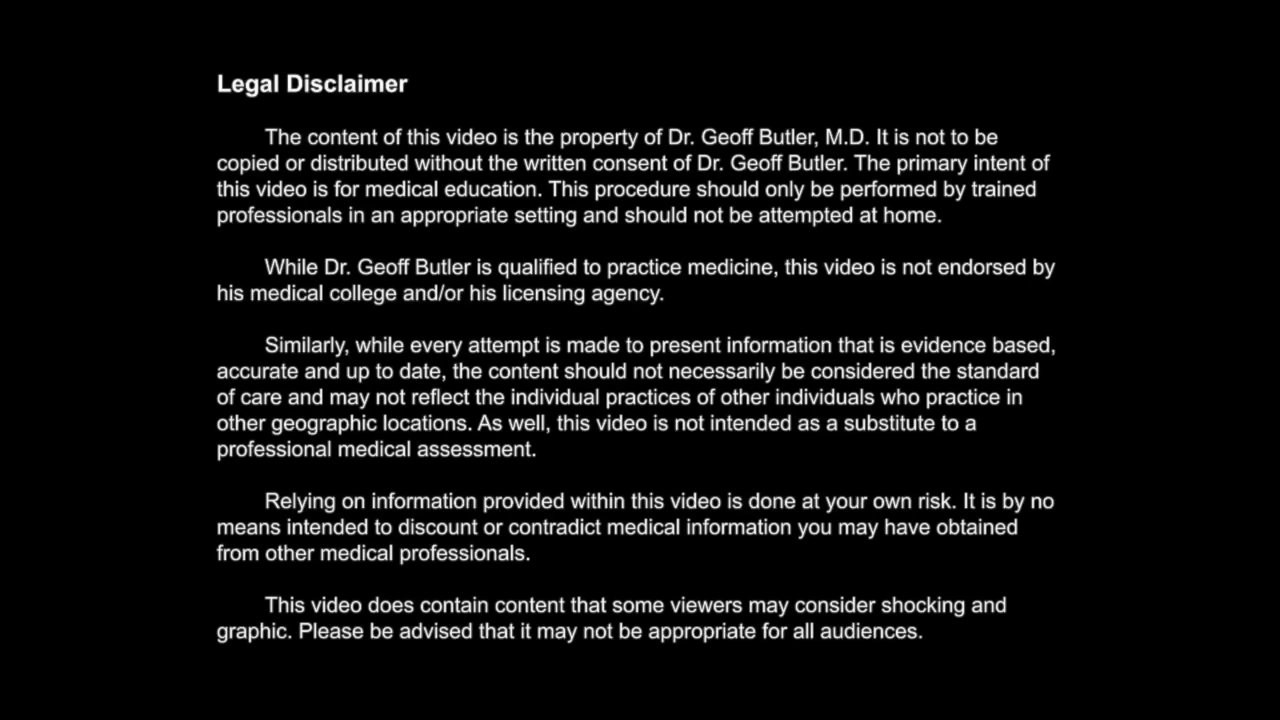 Legal Disclaimer
The content of this video is the property of Dr. Geoff Butler, M.D. It is not to be
copied or distributed without the written consent of Dr. Geoff Butler. The primary intent of
this video is for medical education. This procedure should only be performed by trained
professionals in an appropriate setting and should not be attempted at home.
While Dr. Geoff Butler is qualified to practice medicine, this video is not endorsed by
his medical college and/or his licensing agency.
Similarly, while every attempt is made to present information that is evidence based,
accurate and up to date, the content should not necessarily be considered the standard
of care and may not reflect the individual practices of other individuals who practice in
other geographic locations. As well, this video is not intended as a substitute to a
professional medical assessment.
Relying on information provided within this video is done at your own risk. It is by no
means intended to discount or contradict medical information you may have obtained
from other medical professionals.
This video does contain content that some viewers may consider shocking and
graphic. Please be advised that it may not be appropriate for all audiences.